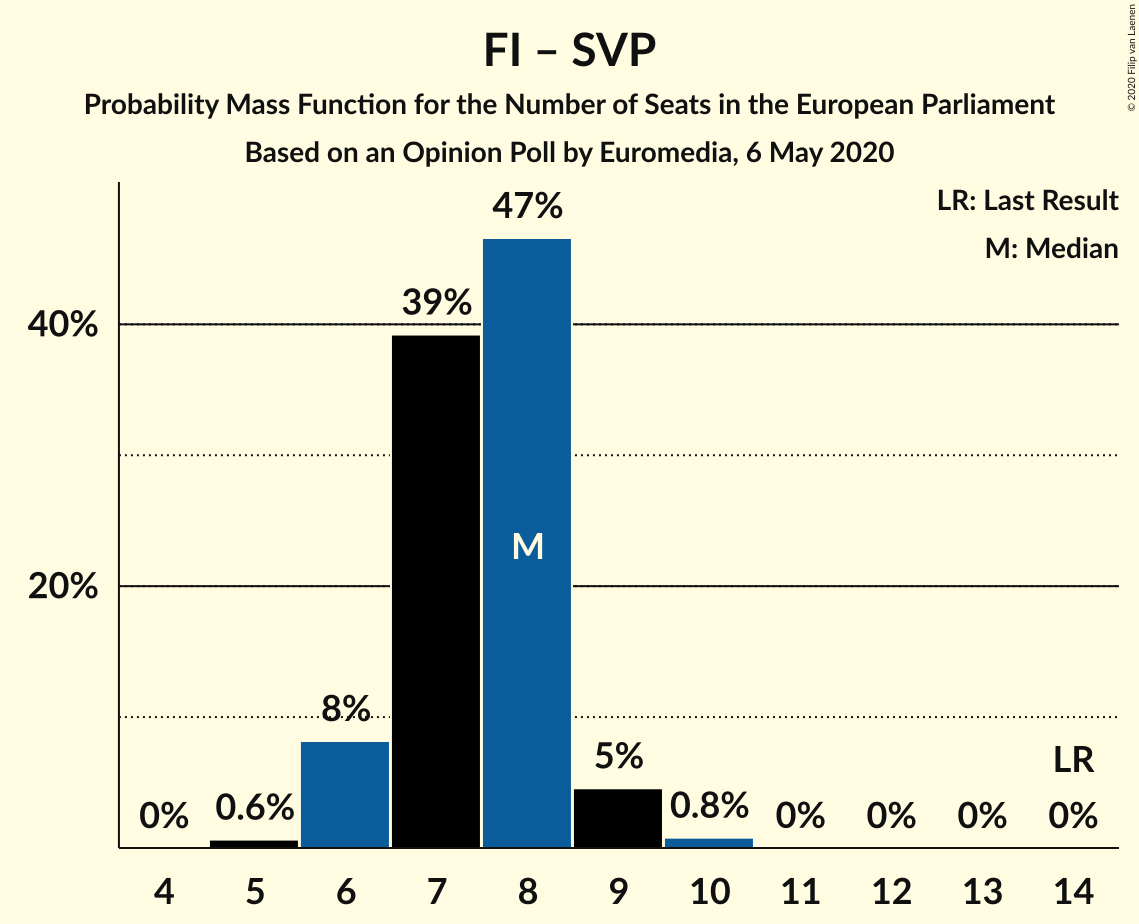 FI – SVP
Probability Mass Function for the Number of Seats in the European Parliament
Based on an Opinion Poll by Euromedia, 6 May 2020
© 2020 Filip van Laenen
LR: Last Result
M: Median
47%
39%
40%
M
20%
8%
5%
LR
0%
0.6%
0.8%
0%
0%
0%
0%
4 5 6 7 8 9 10 11 12 13 14